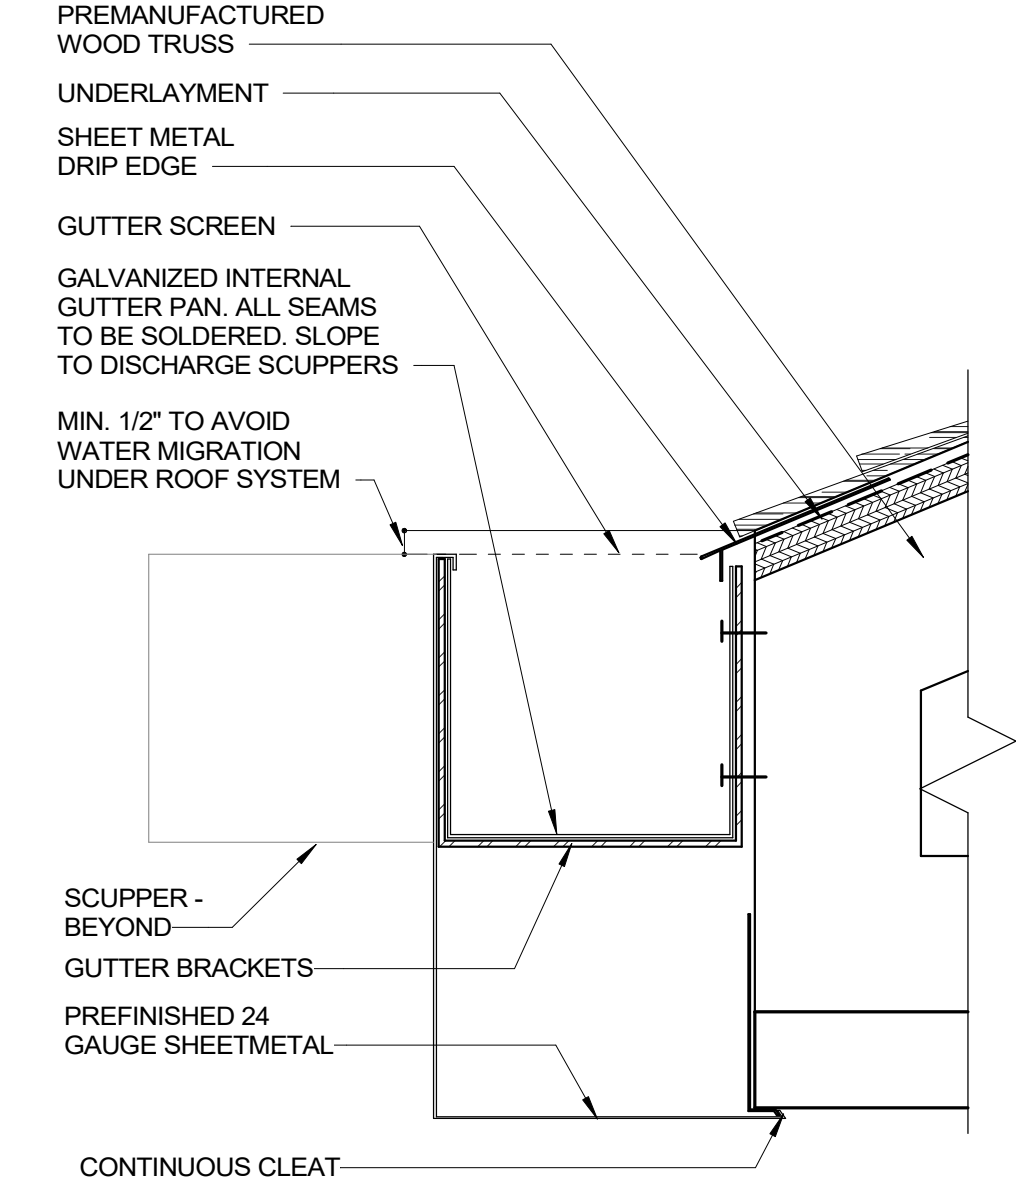 PREMANUFACTURED
WOOD TRUSS
UNDERLAYMENT
SHEET METAL
DRIP EDGE
GUTTER SCREEN
GALVANIZED INTERNAL
GUTTER PAN. ALL SEAMS
TO BE SOLDERED. SLOPE
TO DISCHARGE SCUPPERS
MIN. 1/2" TO AVOID
WATER MIGRATION
UNDER ROOF SYSTEM
SCUPPER -
BEYOND
GUTTER BRACKETS
PREFINISHED 24
GAUGE SHEETMETAL
CONTINUOUS CLEAT